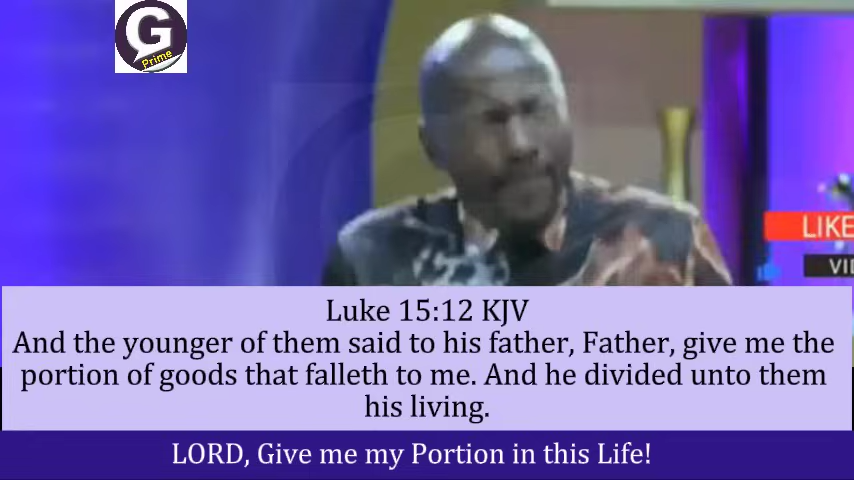 G
Prime
LIKE
VID
Luke 15:12 KJV
And the younger of them said to his father, Father, give me the
portion of goods that falleth to me. And he divided unto them
his living.
LORD, Give me my Portion in this Life!